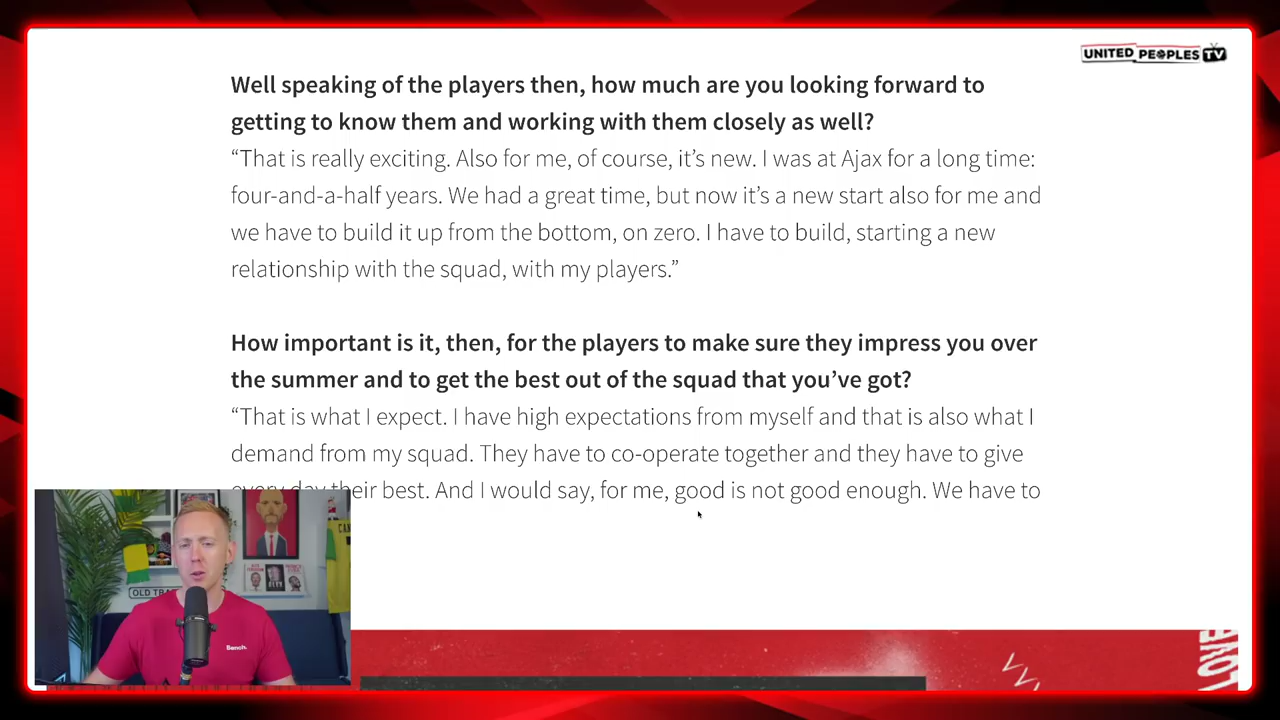 UNITED PEOPLES TV
Well speaking of the players then, how much are you looking forward to
getting to know them and working with them closely as well?
“That is really exciting. Also for me, of course, it’s new. I was at Ajax for a long time:
four-and-a-half years. We had a great time, but now it’s a new start also for me and
we have to build it up from the bottom, on zero. I have to build, starting a new
relationship with the squad, with my players.”
How important is it, then, for the players to make sure they impress you over
the summer and to get the best out of the squad that you’ve got?
“That is what I expect. I have high expectations from myself and that is also what I
demand from my squad. They have to co-operate together and they have to give
every day their best. And I would say, for me, good is not good enough. We have to
OLD TRA
Bench.
LOVE